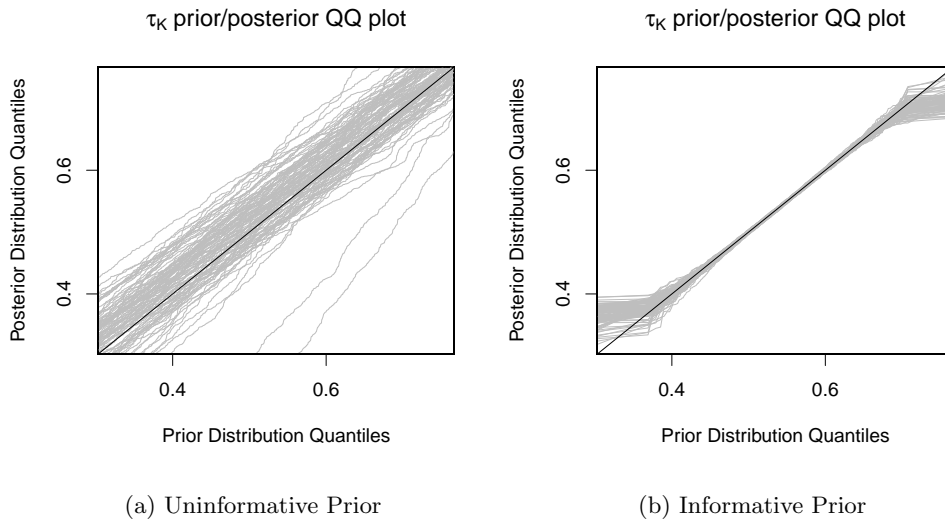 τK prior/posterior QQ plot
Posterior Distribution Quantiles
0.6
0.4
0.4 0.6
Prior Distribution Quantiles
(a) Uninformative Prior
τK prior/posterior QQ plot
Posterior Distribution Quantiles
0.6
0.4
0.4 0.6
Prior Distribution Quantiles
(b) Informative Prior